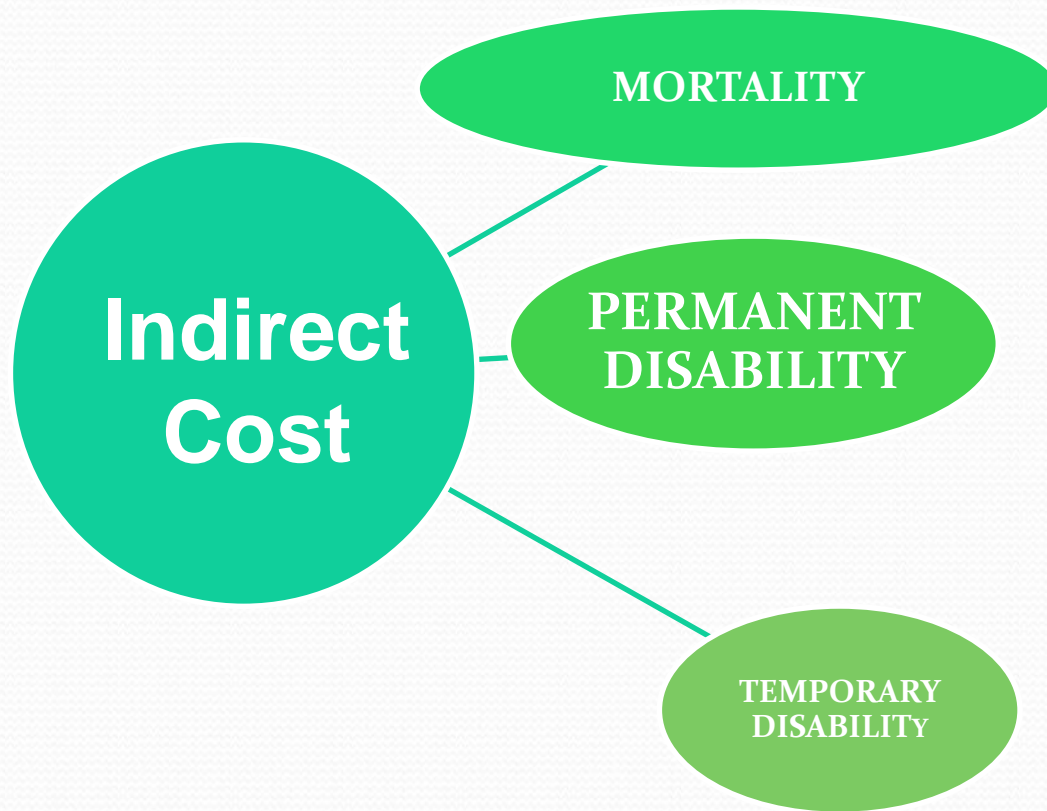 MORTALITY
Indirect
Cost
PERMANENT
DISABILITY
TEMPORARY
DISABILITY